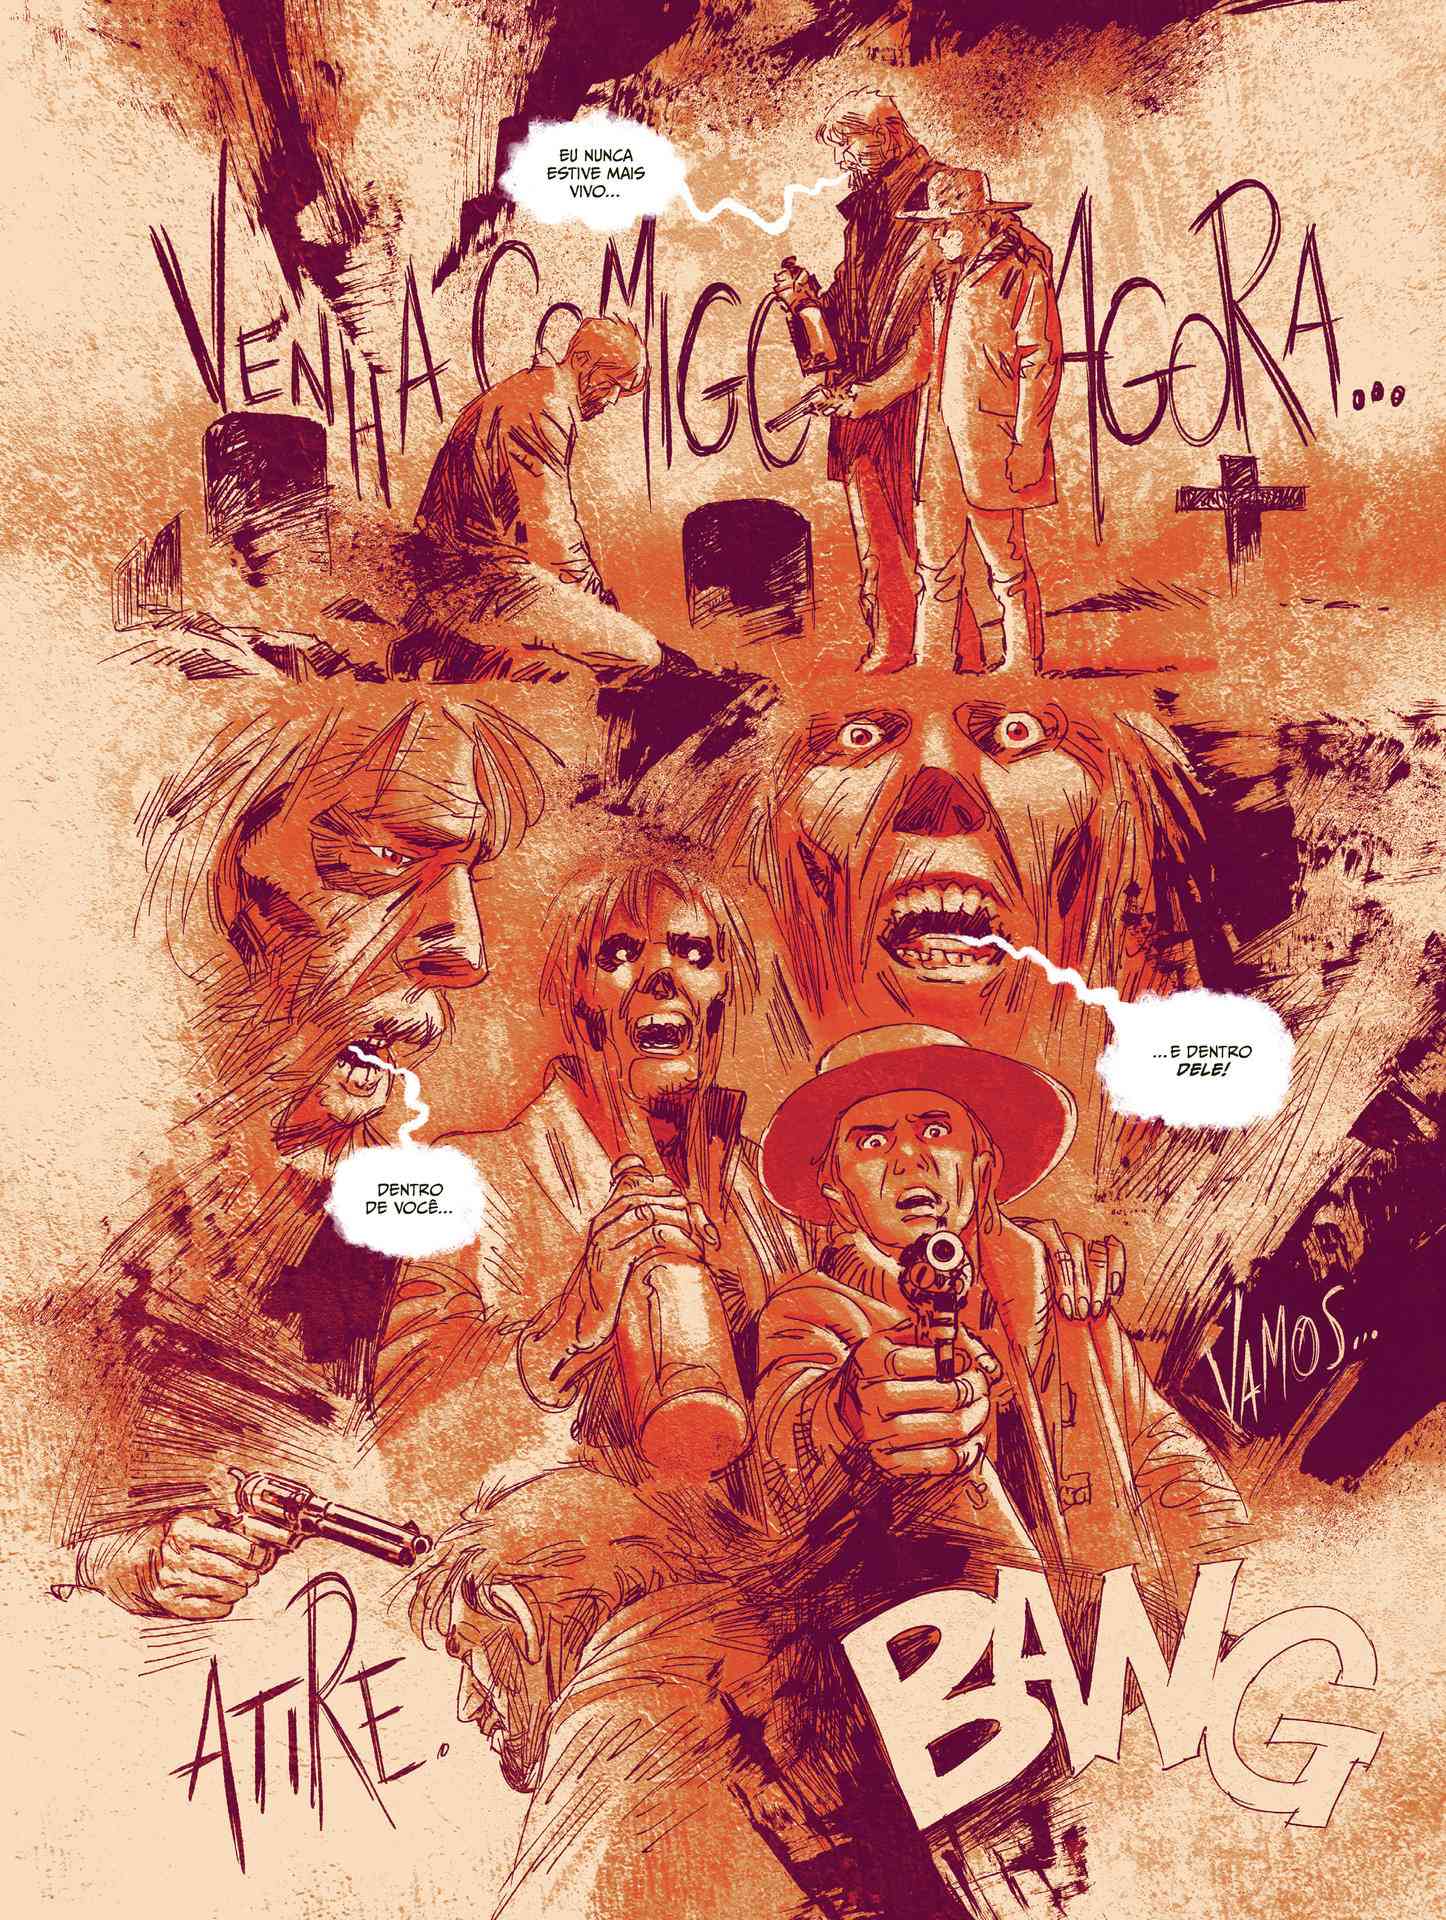 EU NUNCA
ESTIVE MAIS
VIVO...
VENHA COMIGO AGORA...
DENTRO
DE VOCÊ...
...E DENTRO
DELE!
VAMOS...
ATIRE.
BANG